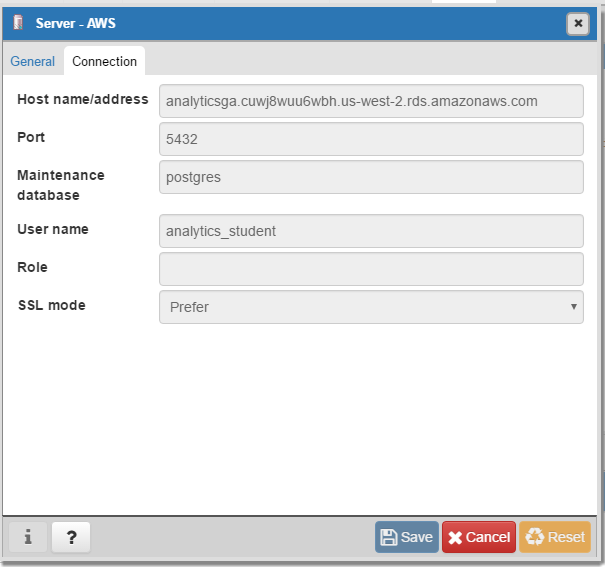 Server - AWS
General Connection
Host name/address analyticsga.cuwj8wuu6wbh.us-west-2.rds.amazonaws.com
Port 5432
Maintenance
database
postgres
User name analytics_student
Role
SSL mode Prefer
i ? Save Cancel Reset